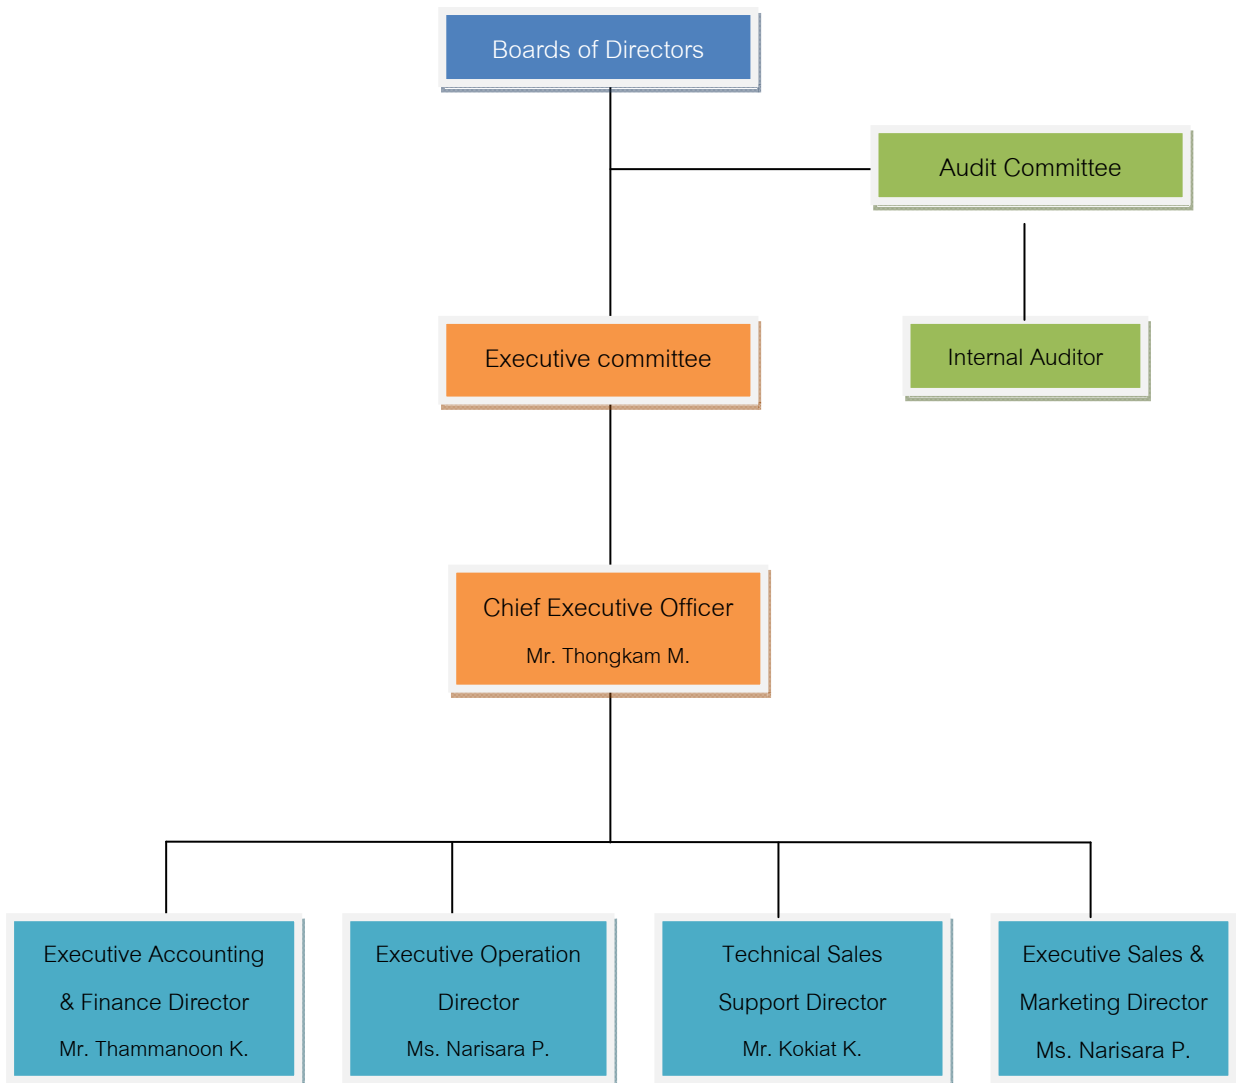 Boards of Directors
Audit Committee
Executive committee
Internal Auditor
Chief Executive Officer
Mr. Thongkam M.
Executive Accounting
& Finance Director
Mr. Thammanoon K.
Executive Operation
Director
Ms. Narisara P.
Technical Sales
Support Director
Mr. Kokiat K.
Executive Sales &
Marketing Director
Ms. Narisara P.